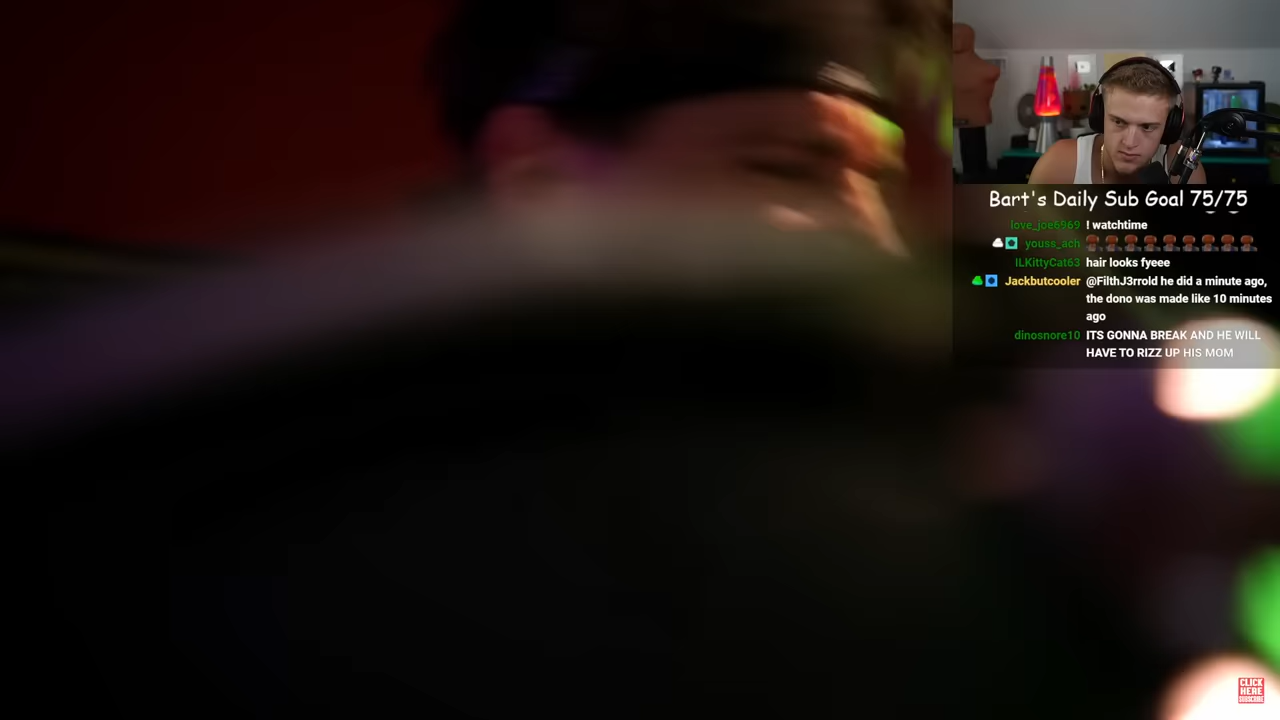 Bart's Daily Sub Goal 75/75
love_joe6969 ! watchtime
youss_ach
ILKittyCat63 hair looks fyeee
Jackbutcooler @FilthJ3rrold he did a minute ago,
the dono was made like 10 minutes
ago
dinosnore10 ITS GONNA BREAK AND HE WILL
HAVE TO RIZZ UP HIS MOM
CLICK
HERE